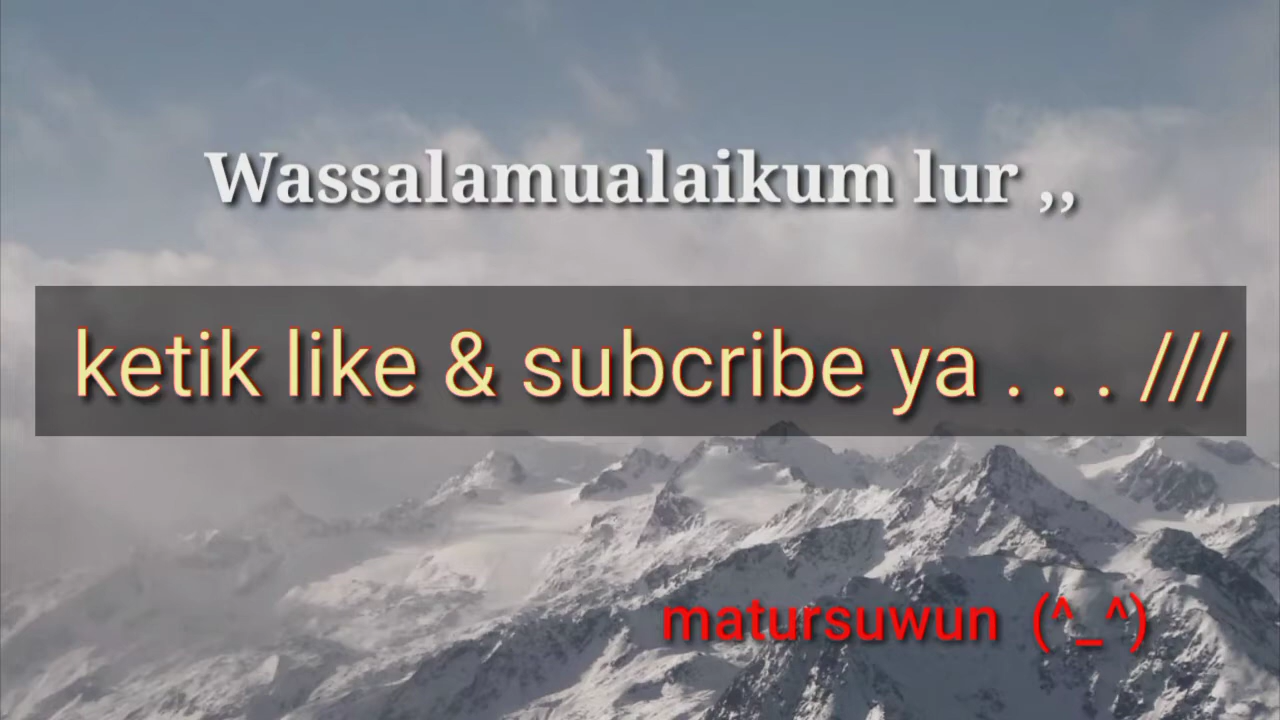 Wassalamualaikum lur ,,
ketik like & subcribe ya . . . ///
matursuwun (^_^)